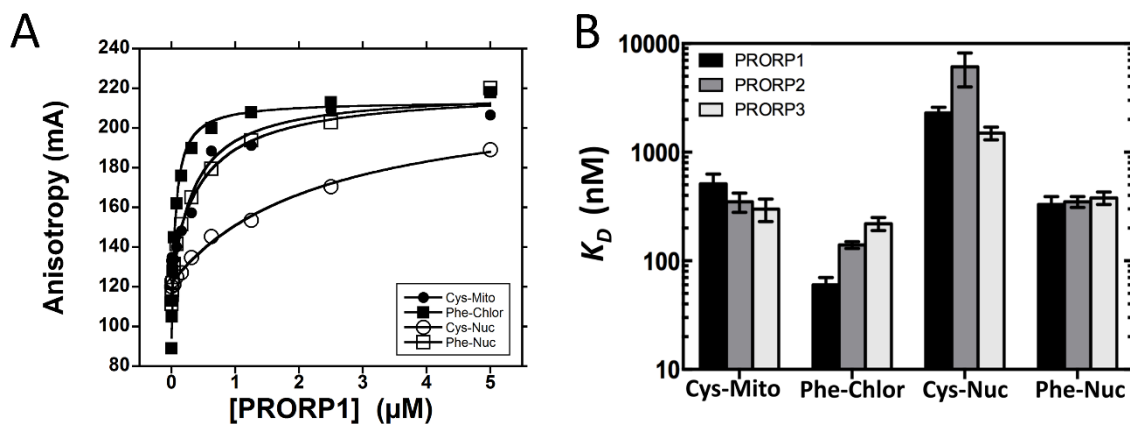 A
Anisotropy (mA)
240
220
200
180
160
140
120
100
80
0
1
2
3
4
5
[PRORP1] (µM)
Cys-Mito
Phe-Chlor
Cys-Nuc
Phe-Nuc
B
K_D (nM)
10000
1000
100
10
PRORP1
PRORP2
PRORP3
Cys-Mito
Phe-Chlor
Cys-Nuc
Phe-Nuc